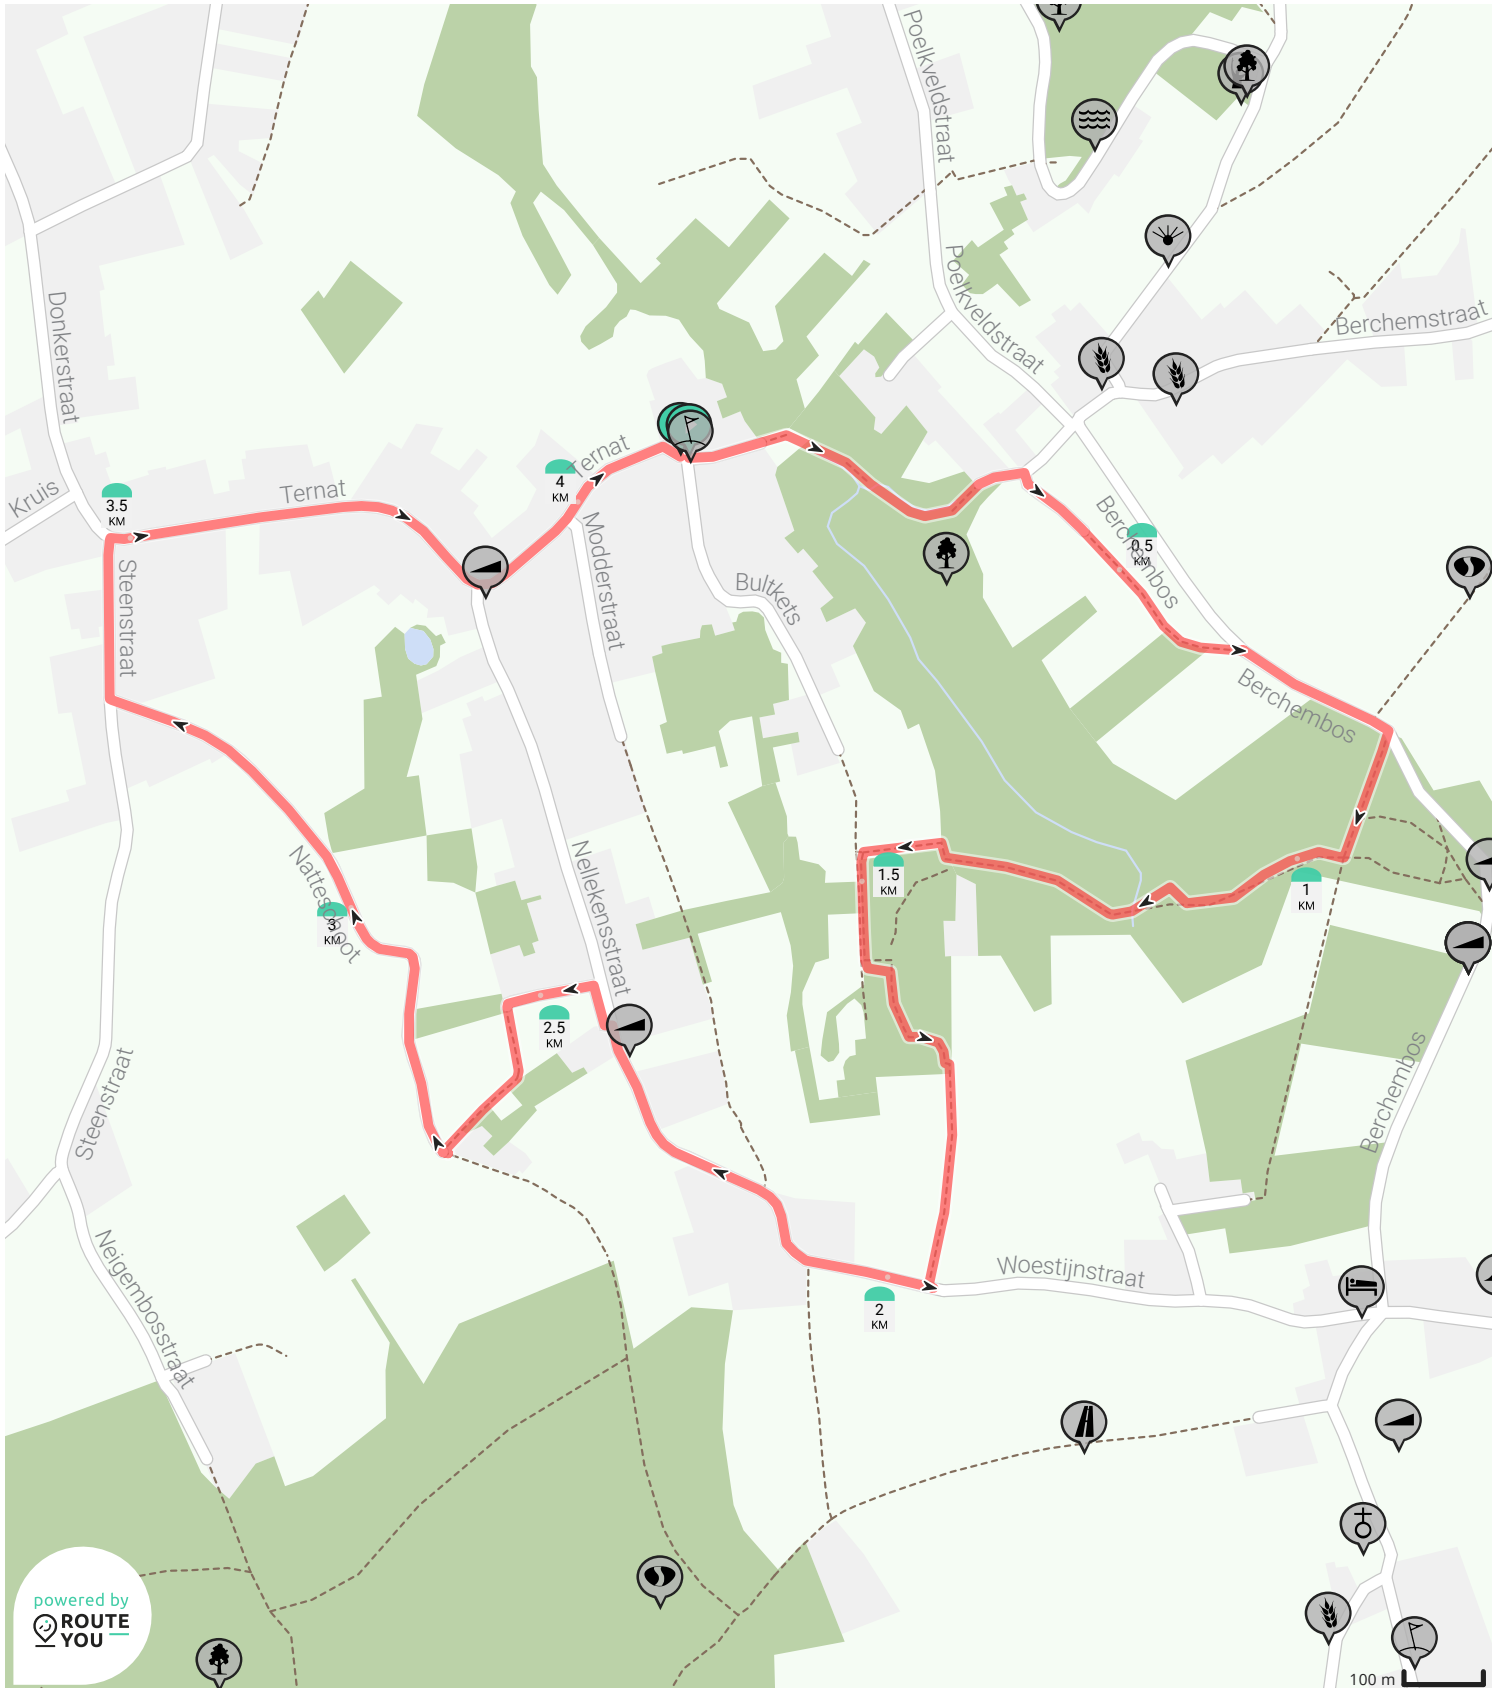 Poelkveldstraat
Poelkveldstraat
Donkerstraat
Berchemstraat
Ternat
Kruis
Ternat
4
KM
3.5
KM
Modderstraat
Berchembos
0.5
KM
Steenstraat
Bultkets
Berchembos
Natteschoot
3
KM
Nellekensstraat
1.5
KM
1
KM
2.5
KM
Steenstraat
Berchembos
Neigembosstraat
Woestijnstraat
2
KM
powered by
ROUTE
YOU
100 m